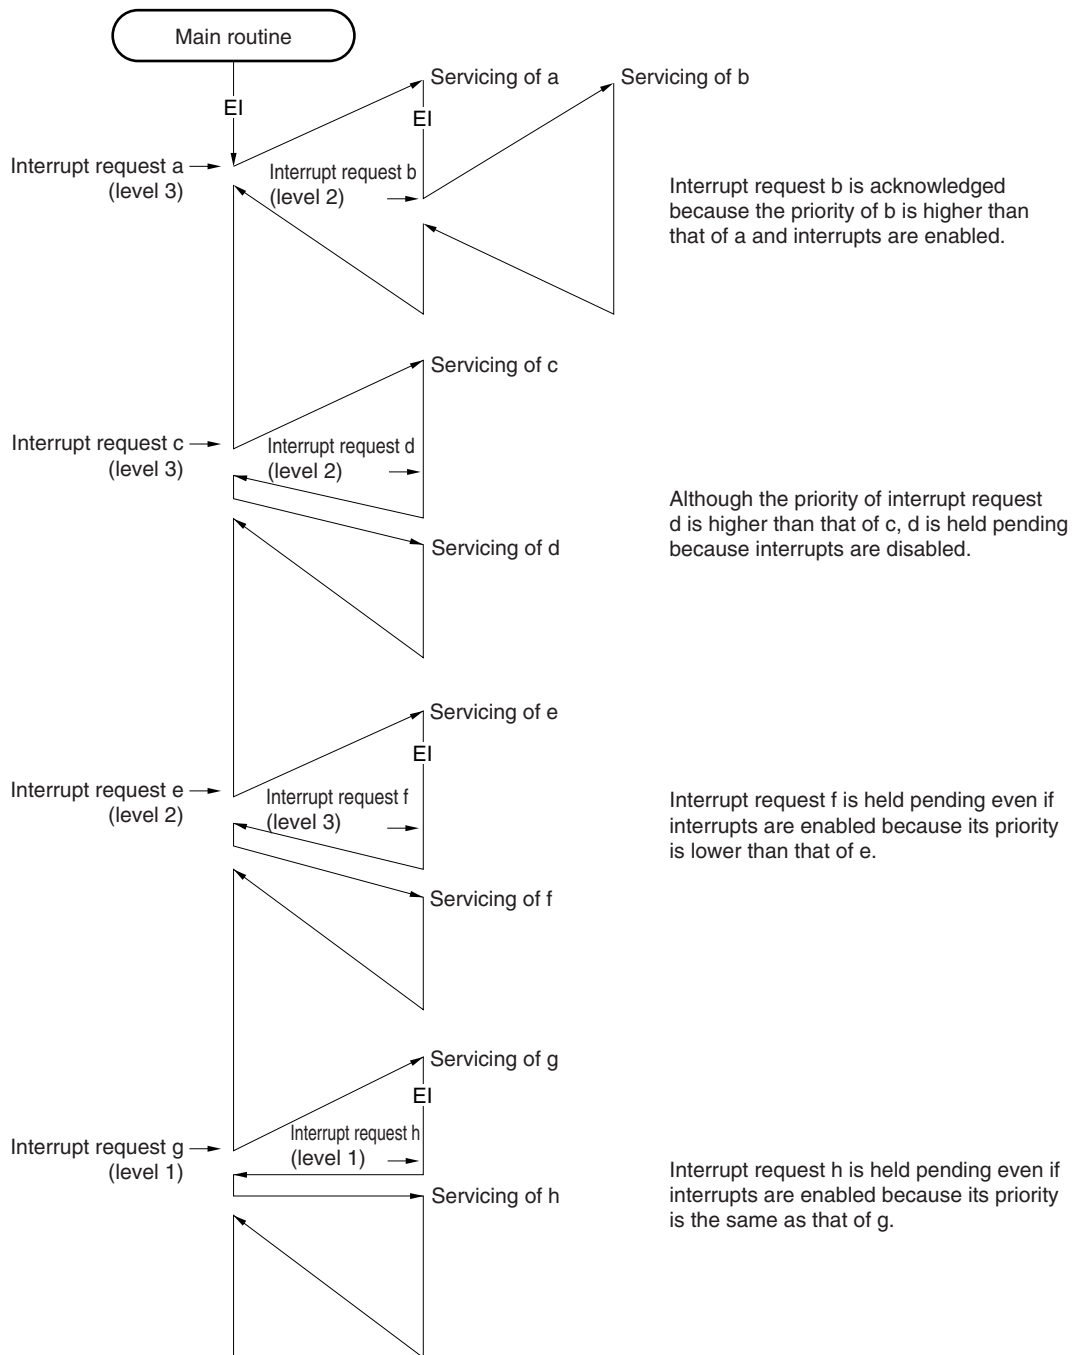 Main routine
EI
Servicing of a
EI
Servicing of b
Interrupt request a
(level 3)
Interrupt request b
(level 2)
Interrupt request b is acknowledged
because the priority of b is higher than
that of a and interrupts are enabled.
Servicing of c
Interrupt request c
(level 3)
Interrupt request d
(level 2)
Servicing of d
Although the priority of interrupt request
d is higher than that of c, d is held pending
because interrupts are disabled.
Servicing of e
EI
Interrupt request e
(level 2)
Interrupt request f
(level 3)
Servicing of f
Interrupt request f is held pending even if
interrupts are enabled because its priority
is lower than that of e.
Servicing of g
EI
Interrupt request g
(level 1)
Interrupt request h
(level 1)
Servicing of h
Interrupt request h is held pending even if
interrupts are enabled because its priority
is the same as that of g.